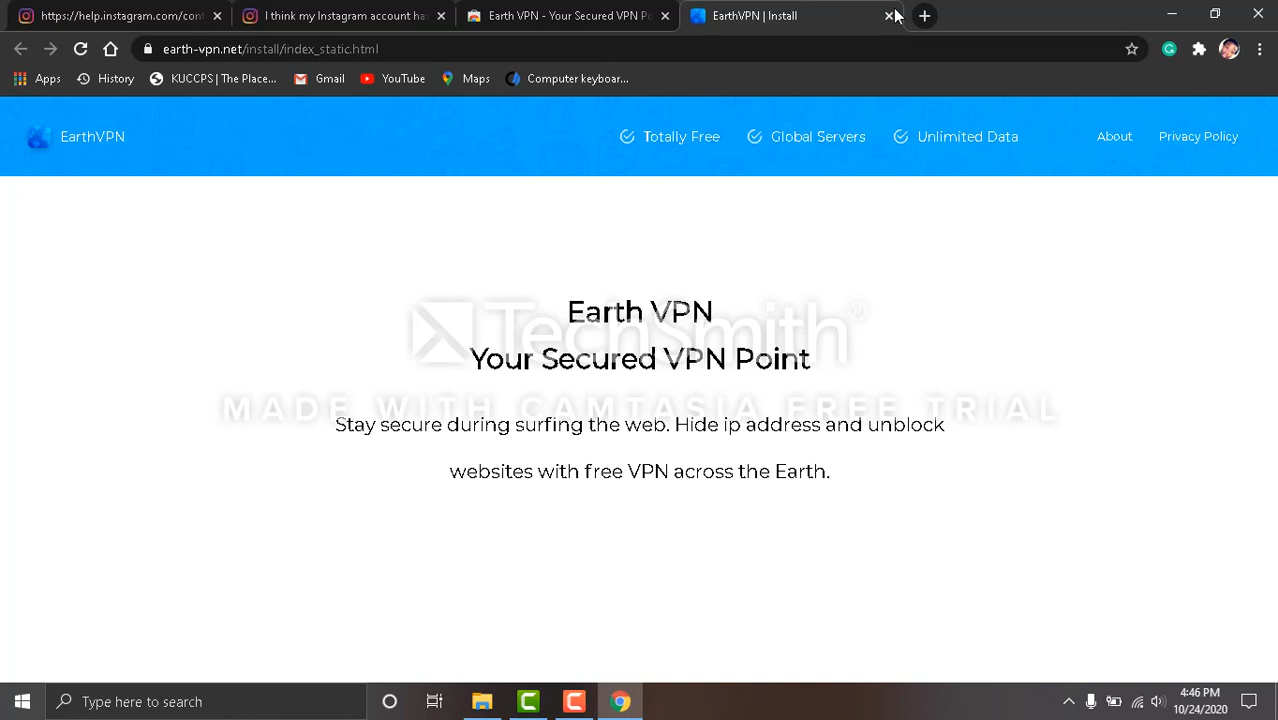 https://help.instagram.com/cont
I think my Instagram account ha
Earth VPN - Your Secured VPN Po
EarthVPN | Install
earth-vpn.net/install/index_static.html
Apps
History
KUCCPS | The Place...
Gmail
YouTube
Maps
Computer keyboar...
EarthVPN
Totally Free
Global Servers
Unlimited Data
About
Privacy Policy
Earth VPN
TechSmith®
Your Secured VPN Point
MADE WITH CAMTASIA FREE TRIAL
Stay secure during surfing the web. Hide ip address and unblock
websites with free VPN across the Earth.
Type here to search
4:46 PM
10/24/2020